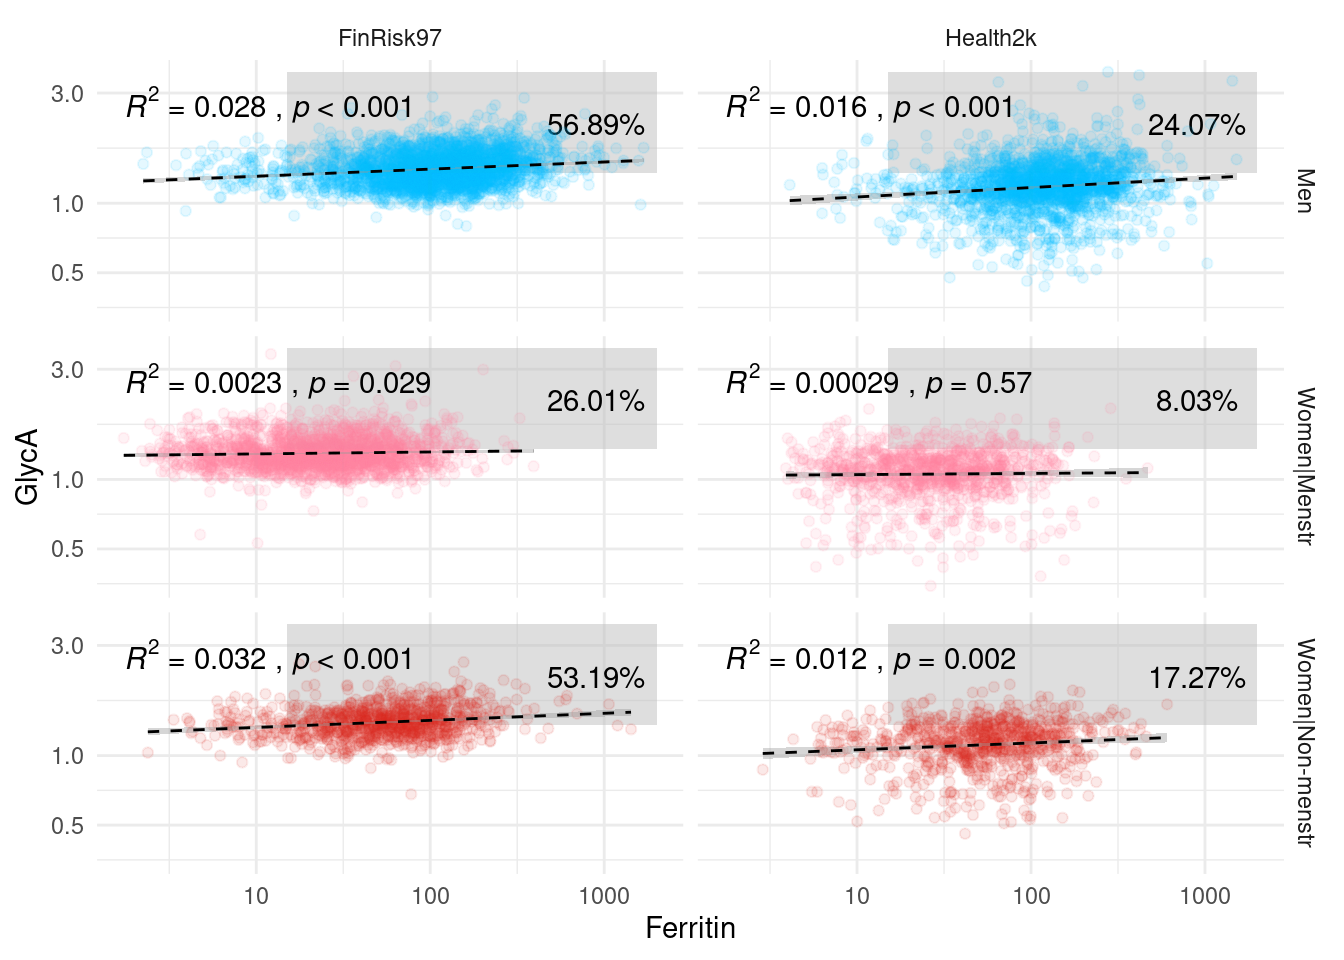 FinRisk97 Health2k
R² = 0.028 , p < 0.001
56.89%
R² = 0.016 , p < 0.001
24.07%
Men
3.0
1.0
0.5
R² = 0.0023 , p = 0.029
26.01%
R² = 0.00029 , p = 0.57
8.03%
Women|Menstr
3.0
1.0
0.5
GlycA
R² = 0.032 , p < 0.001
53.19%
R² = 0.012 , p = 0.002
17.27%
Women|Non-menstr
3.0
1.0
0.5
10 100 1000 10 100 1000
Ferritin